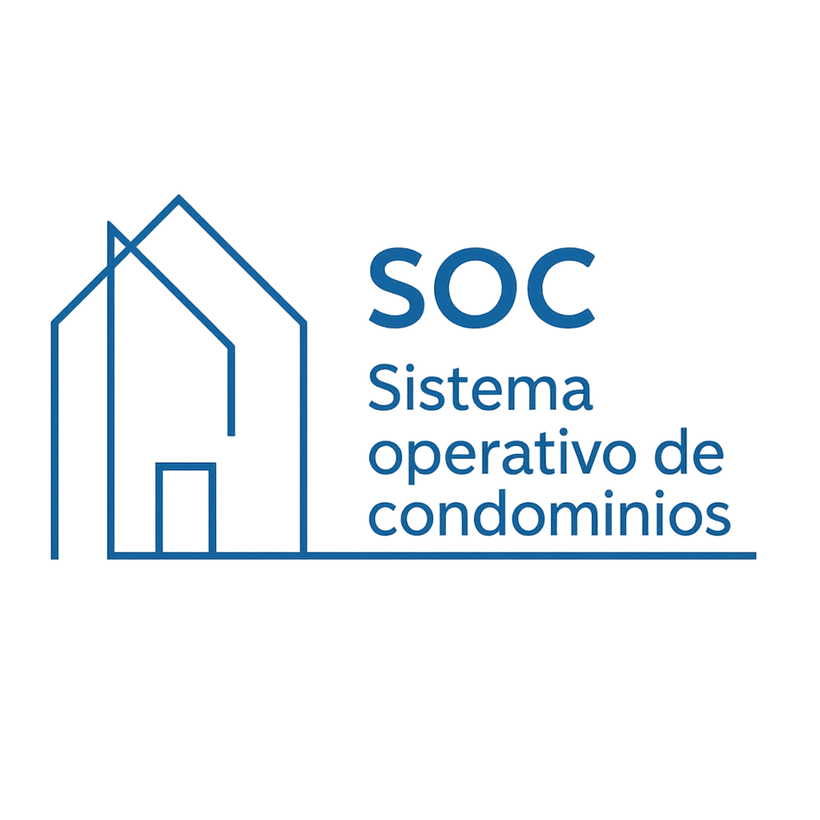 SOC
Sistema
operativo de
condominios